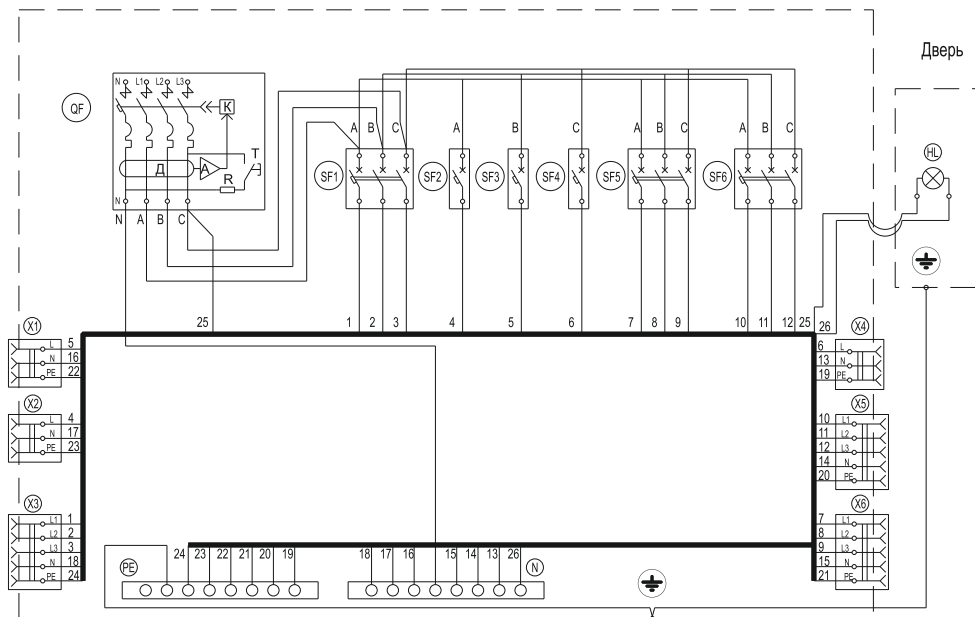 Дверь
N L1 L2 L3
QF
К
Д
А
T
R
N
N A B C
A B C
A
B
C
A B C
A B C
SF1
SF2
SF3
SF4
SF5
SF6
HL
25
1 2 3
4
5
6
7 8 9
10 11 12 25
26
X1
L 5
N 16
PE 22
X2
L 4
N 17
PE 23
X3
L1 1
L2 2
L3 3
N 18
PE 24
X4
6 L
13 N
19 PE
X5
10 L1
11 L2
12 L3
14 N
20 PE
X6
7 L1
8 L2
9 L3
15 N
21 PE
PE
24 23 22 21 20 19
18 17 16 15 14 13 26
N